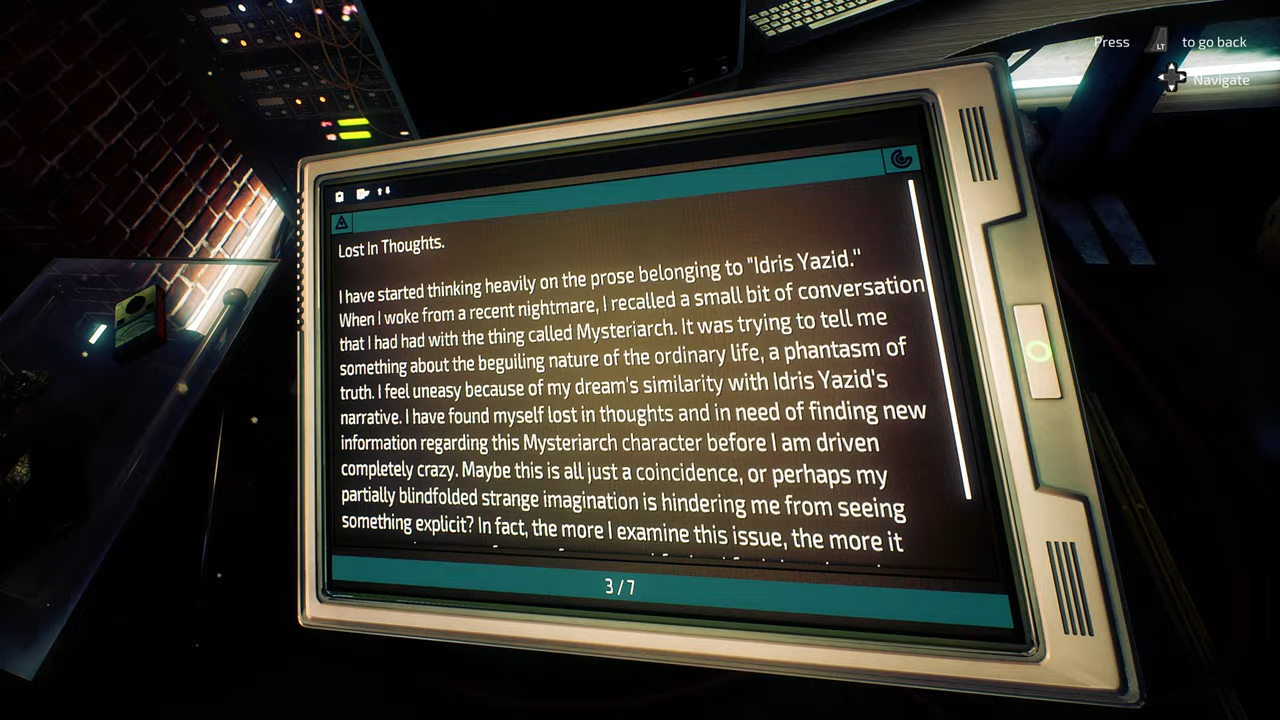 Press LT to go back
Navigate
Lost In Thoughts.
I have started thinking heavily on the prose belonging to "Idris Yazid."
When I woke from a recent nightmare, I recalled a small bit of conversation
that I had had with the thing called Mysteriarch. It was trying to tell me
something about the beguiling nature of the ordinary life, a phantasm of
truth. I feel uneasy because of my dream's similarity with Idris Yazid's
narrative. I have found myself lost in thoughts and in need of finding new
information regarding this Mysteriarch character before I am driven
completely crazy. Maybe this is all just a coincidence, or perhaps my
partially blindfolded strange imagination is hindering me from seeing
something explicit? In fact, the more I examine this issue, the more it
3/7